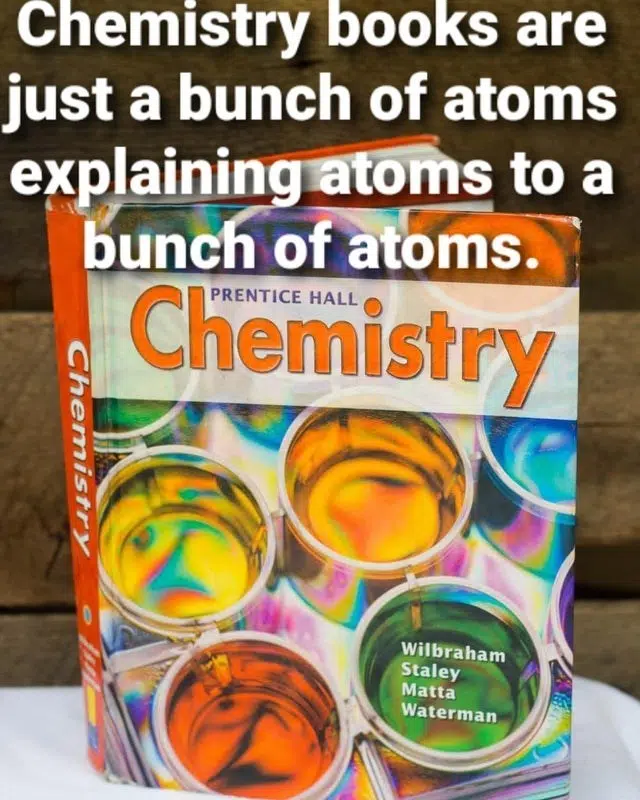 Chemistry books are
just a bunch of atoms
explaining atoms to a
bunch of atoms.
PRENTICE HALL
Chemistry
Chemistry
Wilbraham
Staley
Matta
Waterman